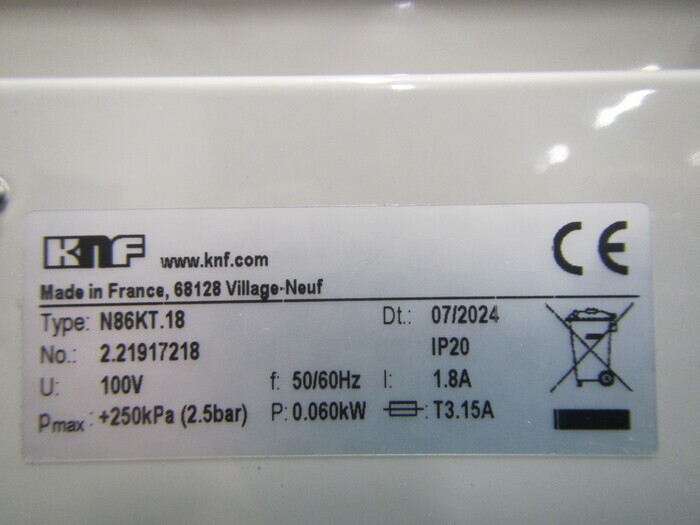 KNF www.knf.com
CE
Made in France, 68128 Village-Neuf
Type: N86KT.18 Dt.: 07/2024
No.: 2.21917218 IP20
U: 100V f: 50/60Hz I: 1.8A
pmax: +250kPa (2.5bar) P: 0.060kW : T3.15A